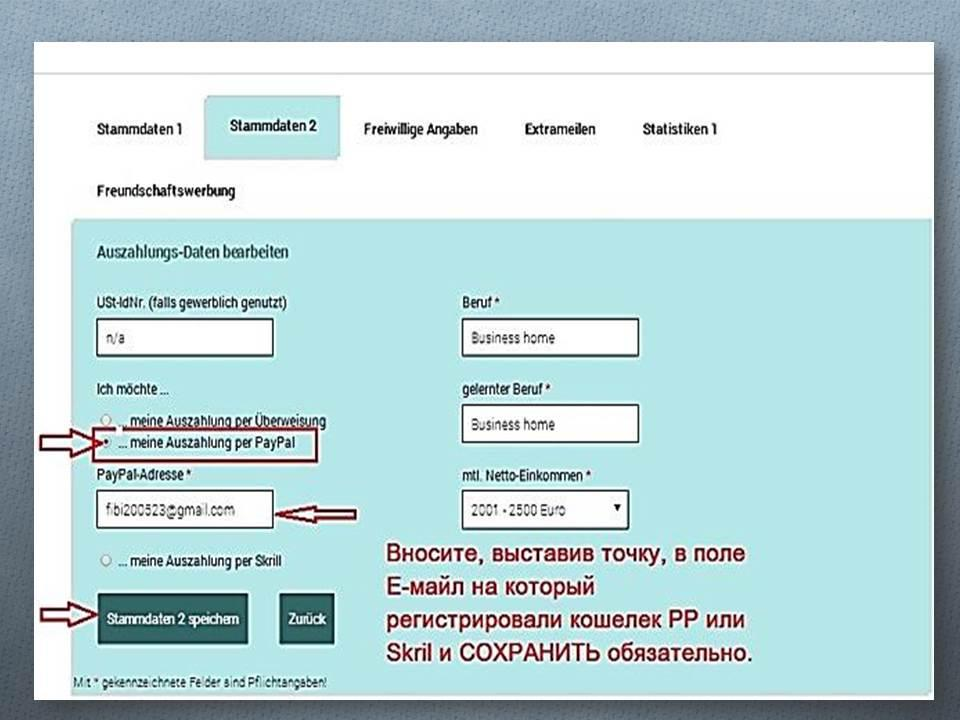 Stammdaten 1
Stammdaten 2
Freiwillige Angaben
Extrameilen
Statistiken 1
Freundschaftswerbung
Auszahlungs-Daten bearbeiten
USt-IdNr. (falls gewerblich genutzt)
n/a
Beruf *
Business home
Ich möchte ...
... meine Auszahlung per Überweisung
... meine Auszahlung per PayPal
gelernter Beruf *
Business home
PayPal-Adresse *
fibi200523@gmail.com
mtl. Netto-Einkommen *
2001 - 2500 Euro
... meine Auszahlung per Skrill
Вносите, выставив точку, в поле
Е-майл на который
регистрировали кошелек РР или
Skril и СОХРАНИТЬ обязательно.
Stammdaten 2 speichern
Zurück
Mit * gekennzeichnete Felder sind Pflichtangaben!